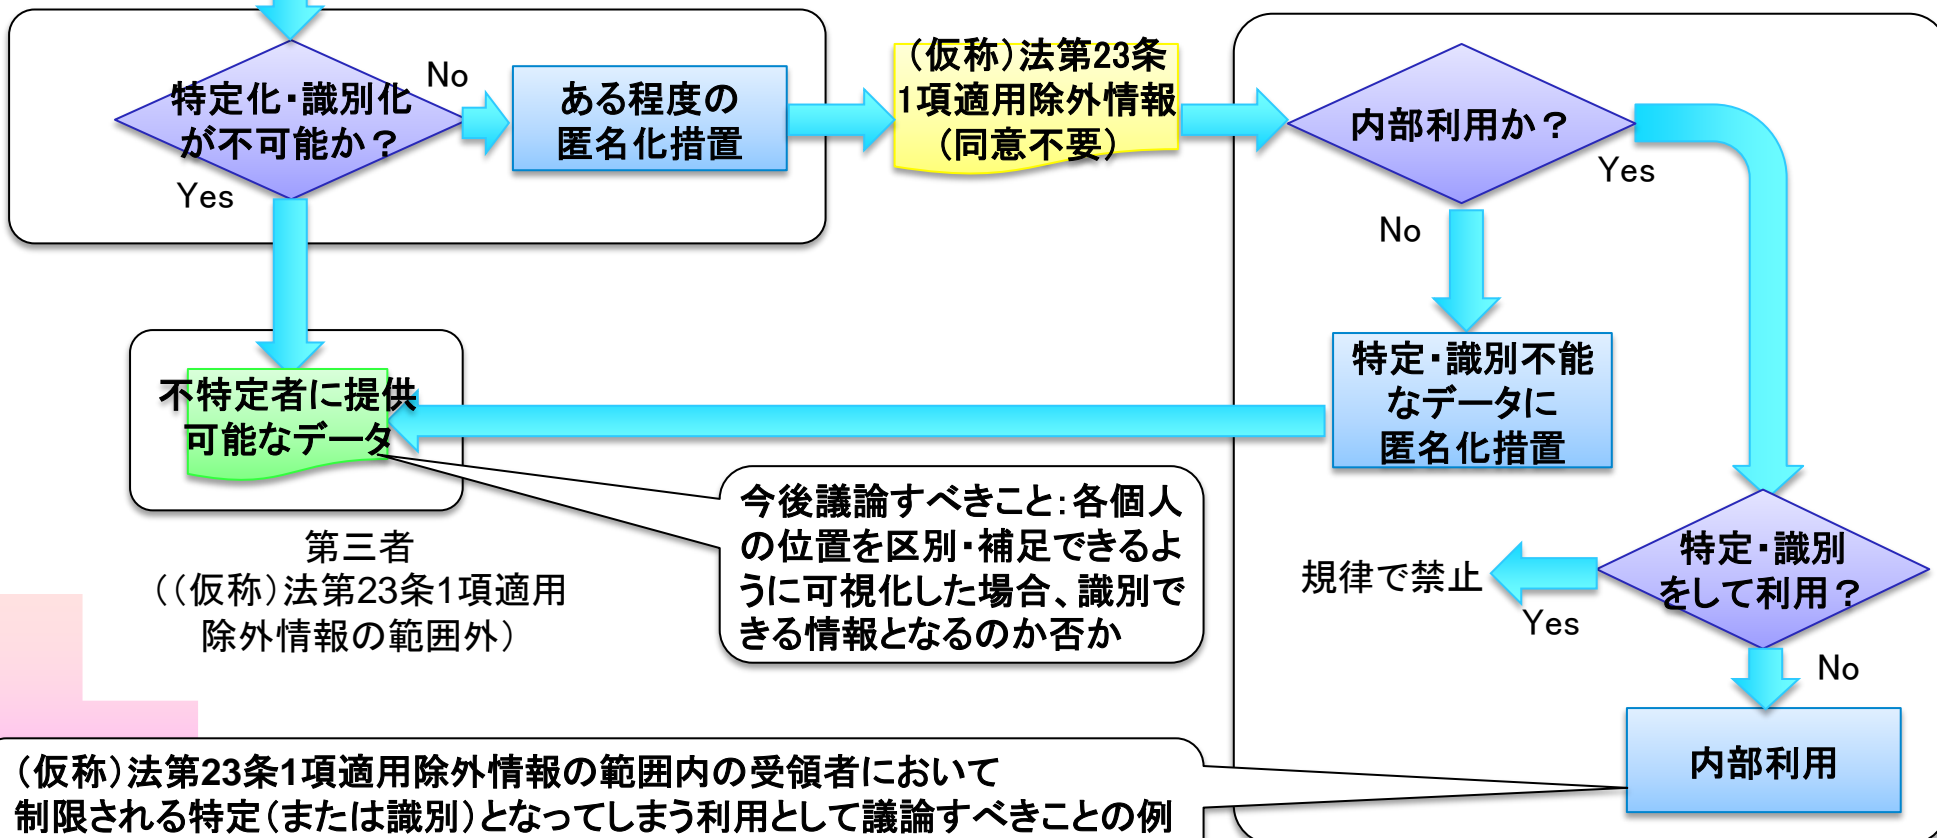 特定化・識別化
が不可能か？
No
Yes
ある程度の
匿名化措置
（仮称）法第23条
1項適用除外情報
（同意不要）
内部利用か？
Yes
No
特定・識別不能
なデータに
匿名化措置
不特定者に提供
可能なデータ
第三者
（（仮称）法第23条1項適用
除外情報の範囲外）
今後議論すべきこと：各個人
の位置を区別・補足できるよ
うに可視化した場合、識別で
きる情報となるのか否か
特定・識別
をして利用？
規律で禁止
Yes
No
内部利用
（仮称）法第23条1項適用除外情報の範囲内の受領者において
制限される特定（または識別）となってしまう利用として議論すべきことの例